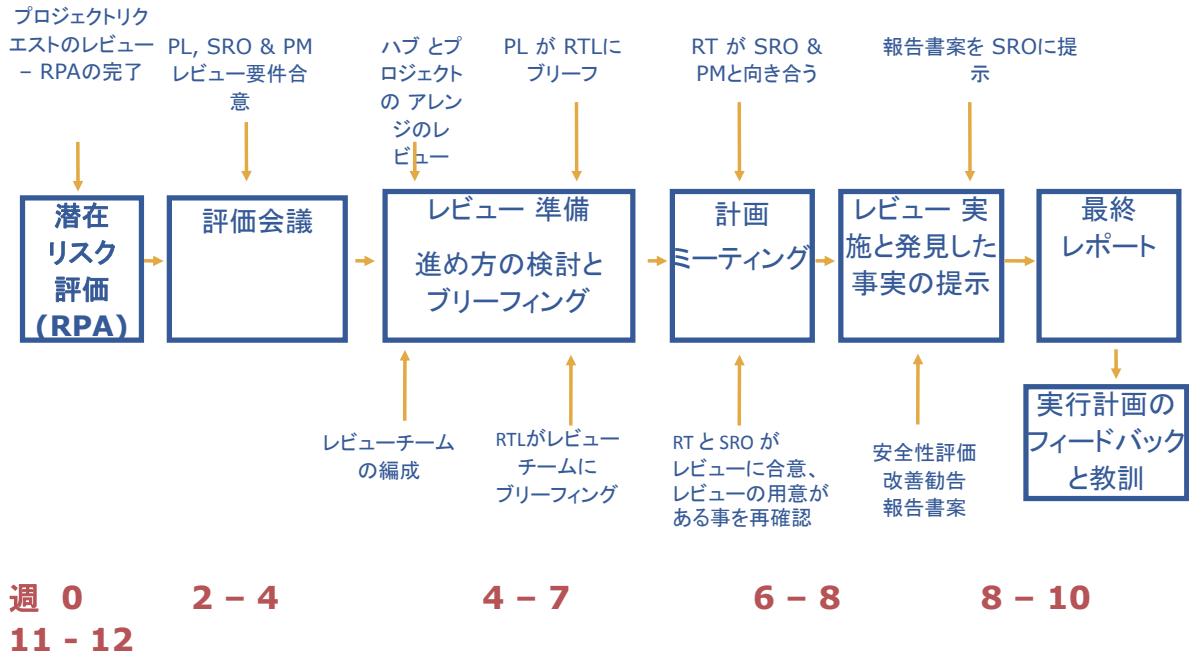 プロジェクトリク
エストのレビュー
– RPAの完了
PL, SRO & PM
レビュー要件合
意
ハブ とプ
ロジェクト
の アレン
ジのレ
ビュー
PL が RTLに
ブリーフ
RT が SRO &
PMと向き合う
報告書案を SROに提
示
潜在
リスク
評価
(RPA)
評価会議
レビュー 準備
進め方の検討と
ブリーフィング
計画
ミーティング
レビュー 実
施と発見した
事実の提示
最終
レポート
実行計画の
フィードバック
と教訓
レビューチーム
の編成
RTLがレビュー
チームに
ブリーフィング
RT と SRO が
レビューに合意、
レビューの用意が
ある事を再確認
安全性評価
改善勧告
報告書案
週 0 2 – 4 4 – 7 6 – 8 8 – 10
11 - 12